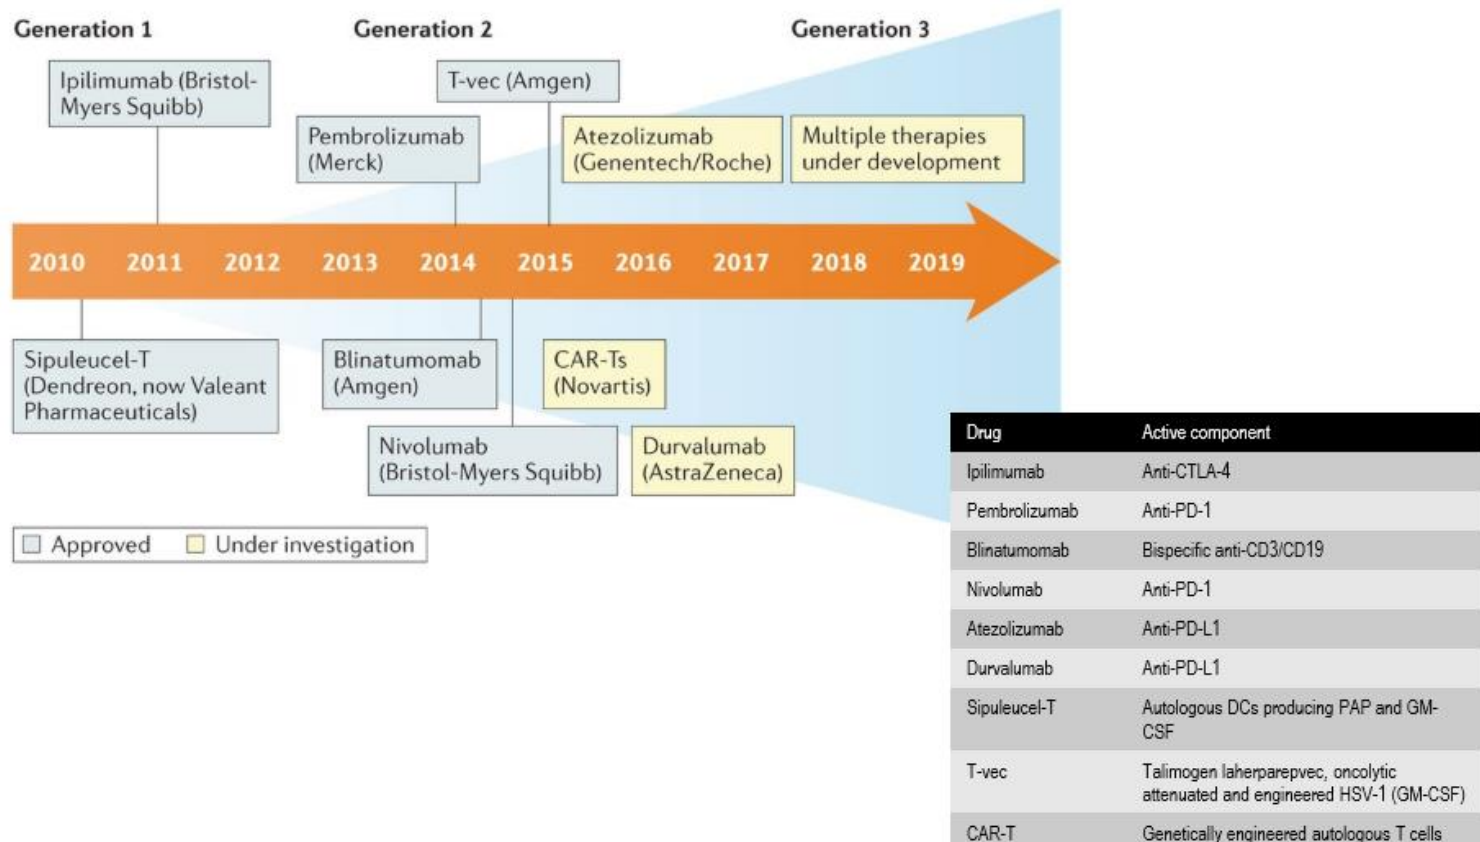 Generation 1
Generation 2
Generation 3
Ipilimumab (Bristol-
Myers Squibb)
T-vec (Amgen)
Pembrolizumab
(Merck)
Atezolizumab
(Genentech/Roche)
Multiple therapies
under development
2010 2011 2012 2013 2014 2015 2016 2017 2018 2019
Sipuleucel-T
(Dendreon, now Valeant
Pharmaceuticals)
Blinatumomab
(Amgen)
CAR-Ts
(Novartis)
Nivolumab
(Bristol-Myers Squibb)
Durvalumab
(AstraZeneca)
Approved Under investigation
Drug Active component
Ipilimumab Anti-CTLA-4
Pembrolizumab Anti-PD-1
Blinatumomab Bispecific anti-CD3/CD19
Nivolumab Anti-PD-1
Atezolizumab Anti-PD-L1
Durvalumab Anti-PD-L1
Sipuleucel-T Autologous DCs producing PAP and GM-
CSF
T-vec Talimogen laherparepvec, oncolytic
attenuated and engineered HSV-1 (GM-CSF)
CAR-T Genetically engineered autologous T cells